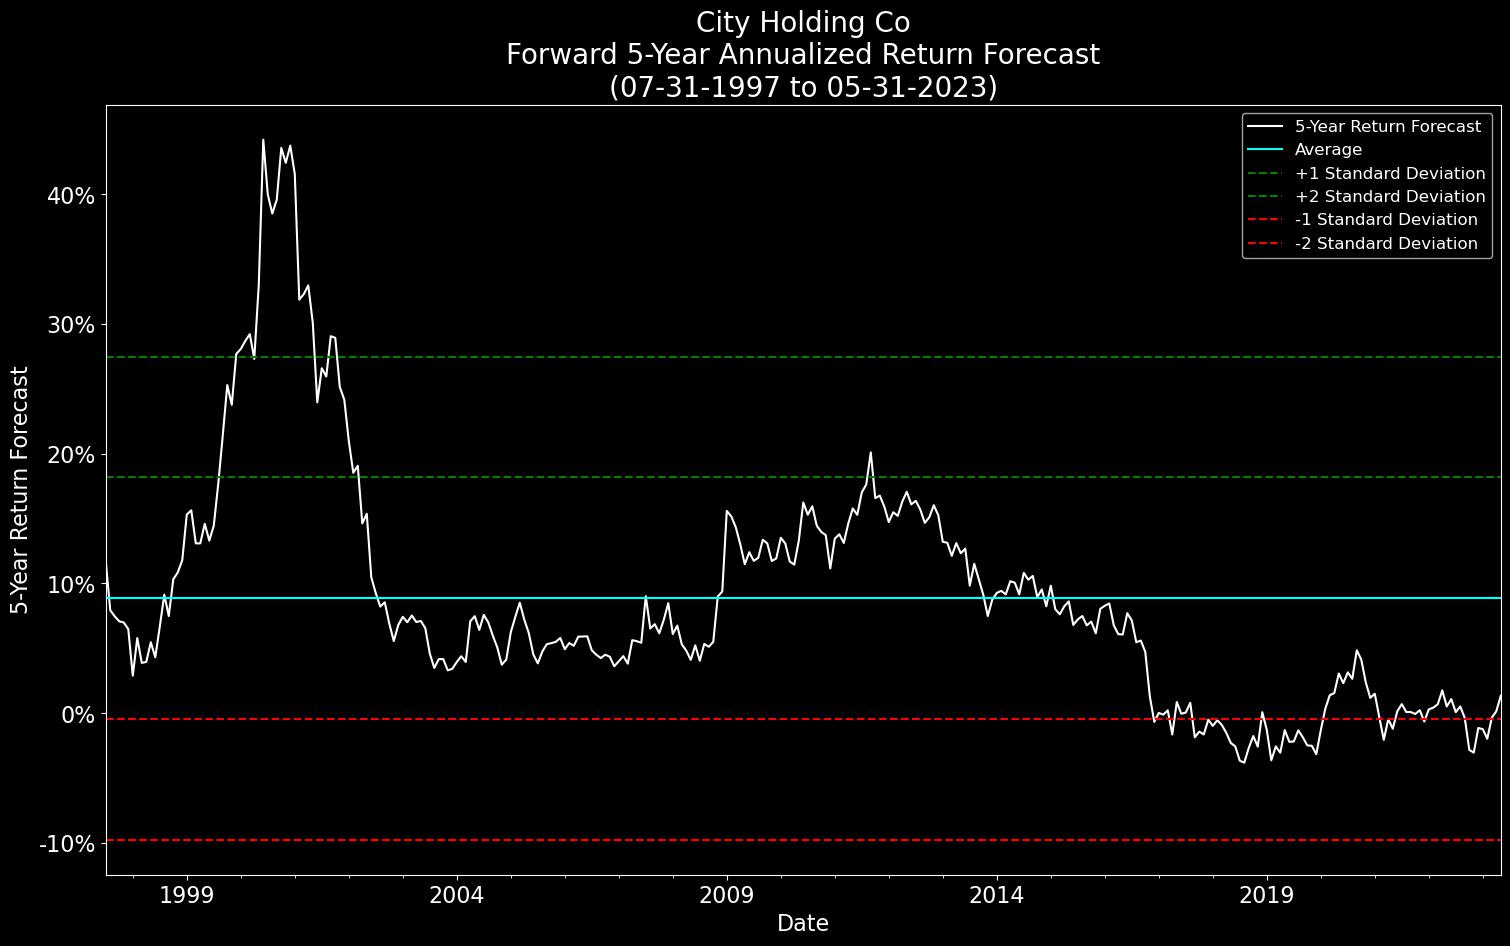 City Holding Co
Forward 5-Year Annualized Return Forecast
(07-31-1997 to 05-31-2023)
5-Year Return Forecast
Average
+1 Standard Deviation
+2 Standard Deviation
-1 Standard Deviation
-2 Standard Deviation
5-Year Return Forecast
40%
30%
20%
10%
0%
-10%
1999 2004 2009 2014 2019
Date